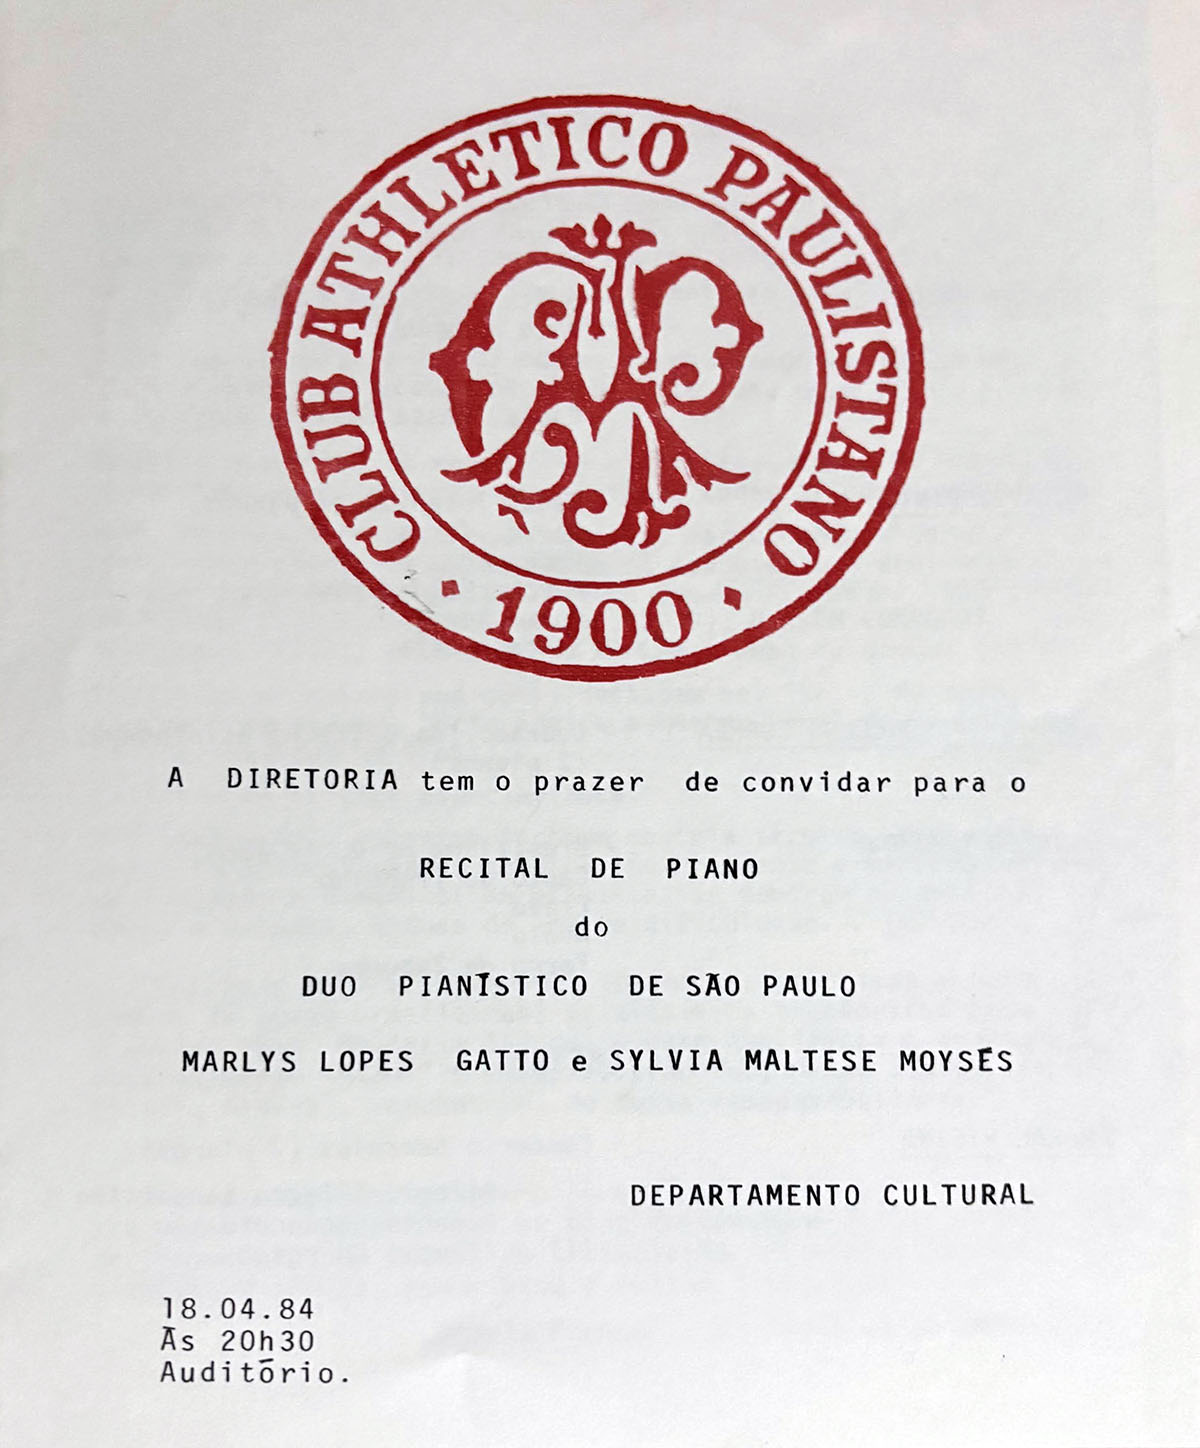 CLUB ATHLETICO PAULISTANO
· 1900 ·
A DIRETORIA tem o prazer de convidar para o
RECITAL DE PIANO
do
DUO PIANÍSTICO DE SÃO PAULO
MARLYS LOPES GATTO e SYLVIA MALTESE MOYSÉS
DEPARTAMENTO CULTURAL
18.04.84
Às 20h30
Auditório.